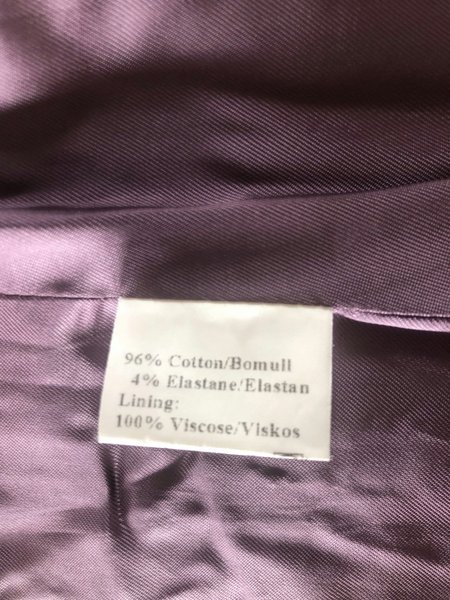 96% Cotton/Bomull
4% Elastane/Elastan
Lining:
100% Viscose/Viskos